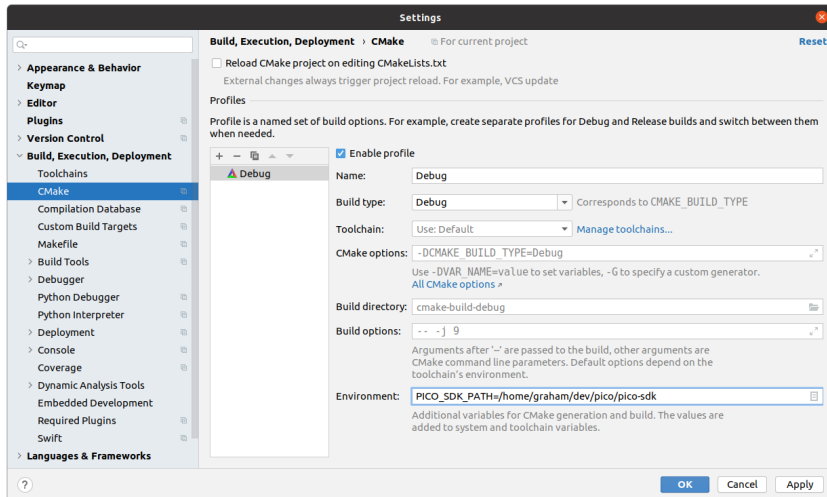 Settings
Appearance & Behavior
Keymap
Editor
Plugins
Version Control
Build, Execution, Deployment
Toolchains
CMake
Compilation Database
Custom Build Targets
Makefile
Build Tools
Debugger
Python Debugger
Python Interpreter
Deployment
Console
Coverage
Dynamic Analysis Tools
Embedded Development
Required Plugins
Swift
Languages & Frameworks
Build, Execution, Deployment › CMake For current project Reset
Reload CMake project on editing CMakeLists.txt
External changes always trigger project reload. For example, VCS update
Profiles
Profile is a named set of build options. For example, create separate profiles for Debug and Release builds and switch between them
when needed.
Debug
Enable profile
Name: Debug
Build type: Debug Corresponds to CMAKE_BUILD_TYPE
Toolchain: Use: Default Manage toolchains...
CMake options: -DCMAKE_BUILD_TYPE=Debug
Use -DVAR_NAME=value to set variables, -G to specify a custom generator.
All CMake options ↗
Build directory: cmake-build-debug
Build options: -- -j 9
Arguments after '--' are passed to the build, other arguments are
CMake command line parameters. Default options depend on the
toolchain's environment.
Environment: PICO_SDK_PATH=/home/graham/dev/pico/pico-sdk
Additional variables for CMake generation and build. The values are
added to system and toolchain variables.
? OK Cancel Apply